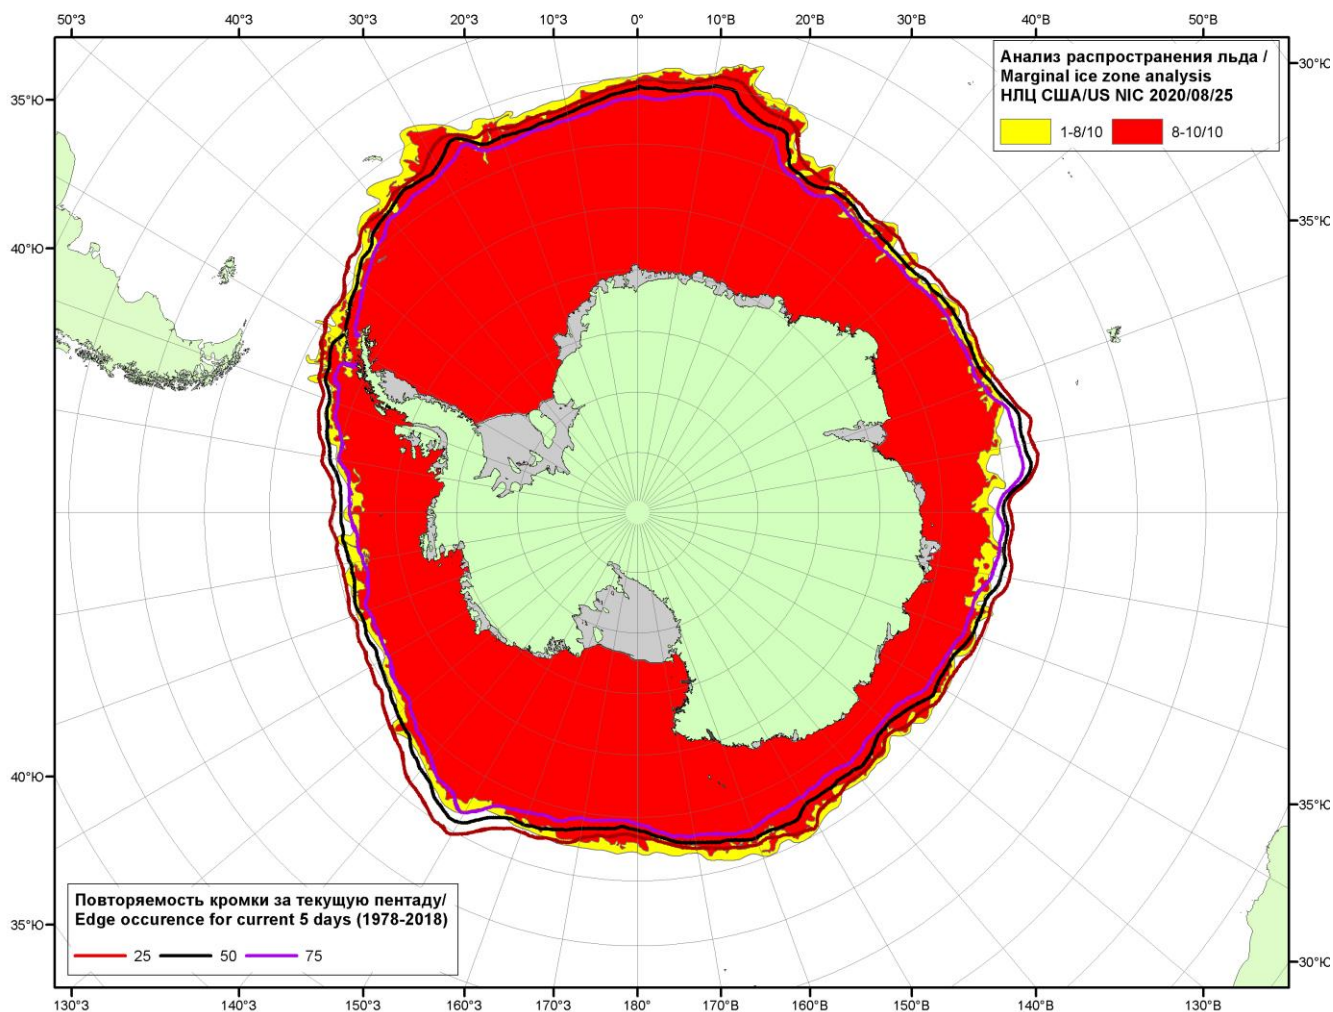 50°З 40°З 30°З 20°З 10°З 0° 10°В 20°В 30°В 40°В 50°В
Анализ распространения льда /
Marginal ice zone analysis
НЛЦ США/US NIC 2020/08/25
1-8/10 8-10/10
30°Ю
35°Ю
35°Ю
40°Ю
40°Ю
35°Ю
Повторяемость кромки за текущую пентаду/
Edge occurence for current 5 days (1978-2018)
25 50 75
35°Ю
30°Ю
130°З 140°З 150°З 160°З 170°З 180° 170°В 160°В 150°В 140°В 130°В